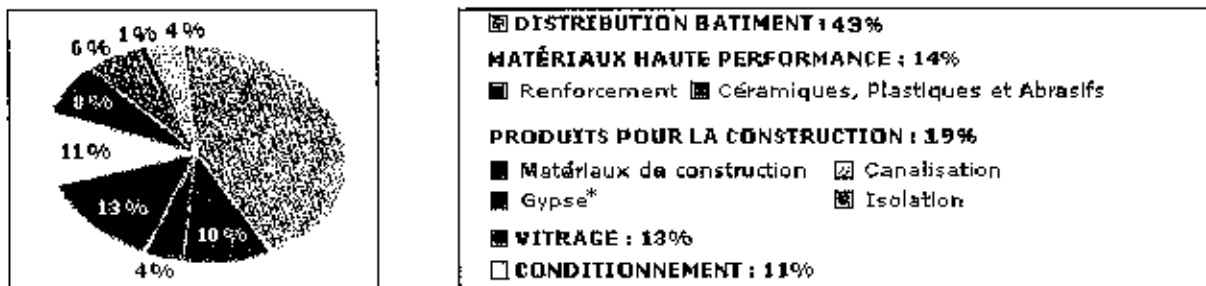 1% 4%
6%
8%
11%
13%
10%
4%
DISTRIBUTION BATIMENT : 43%
MATÉRIAUX HAUTE PERFORMANCE : 14%
Renforcement Céramiques, Plastiques et Abrasifs
PRODUITS POUR LA CONSTRUCTION : 19%
Matériaux de construction Canalisation
Gypse* Isolation
VITRAGE : 13%
CONDITIONNEMENT : 11%